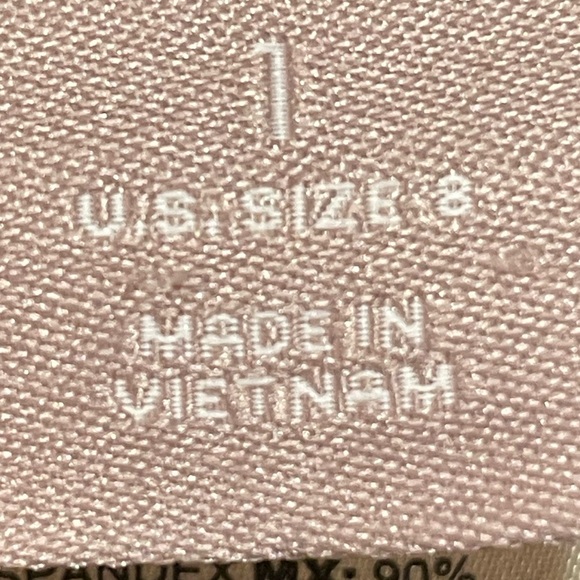 1
U.S. SIZE 8
MADE IN
VIETNAM
SPANDEX MX: 90%